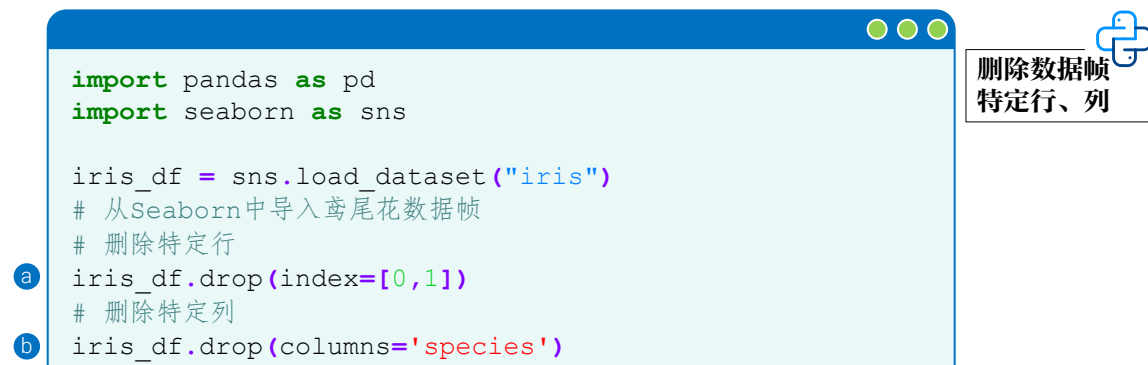 删除数据帧
特定行、列
import pandas as pd
import seaborn as sns
iris_df = sns.load_dataset("iris")
# 从Seaborn中导入鸢尾花数据帧
# 删除特定行
a iris_df.drop(index=[0,1])
# 删除特定列
b iris_df.drop(columns='species')